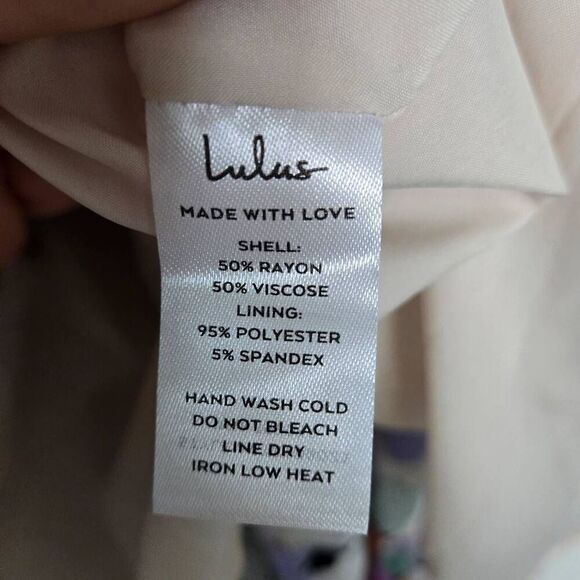 Lulus
MADE WITH LOVE
SHELL:
50% RAYON
50% VISCOSE
LINING:
95% POLYESTER
5% SPANDEX
HAND WASH COLD
DO NOT BLEACH
LINE DRY
IRON LOW HEAT